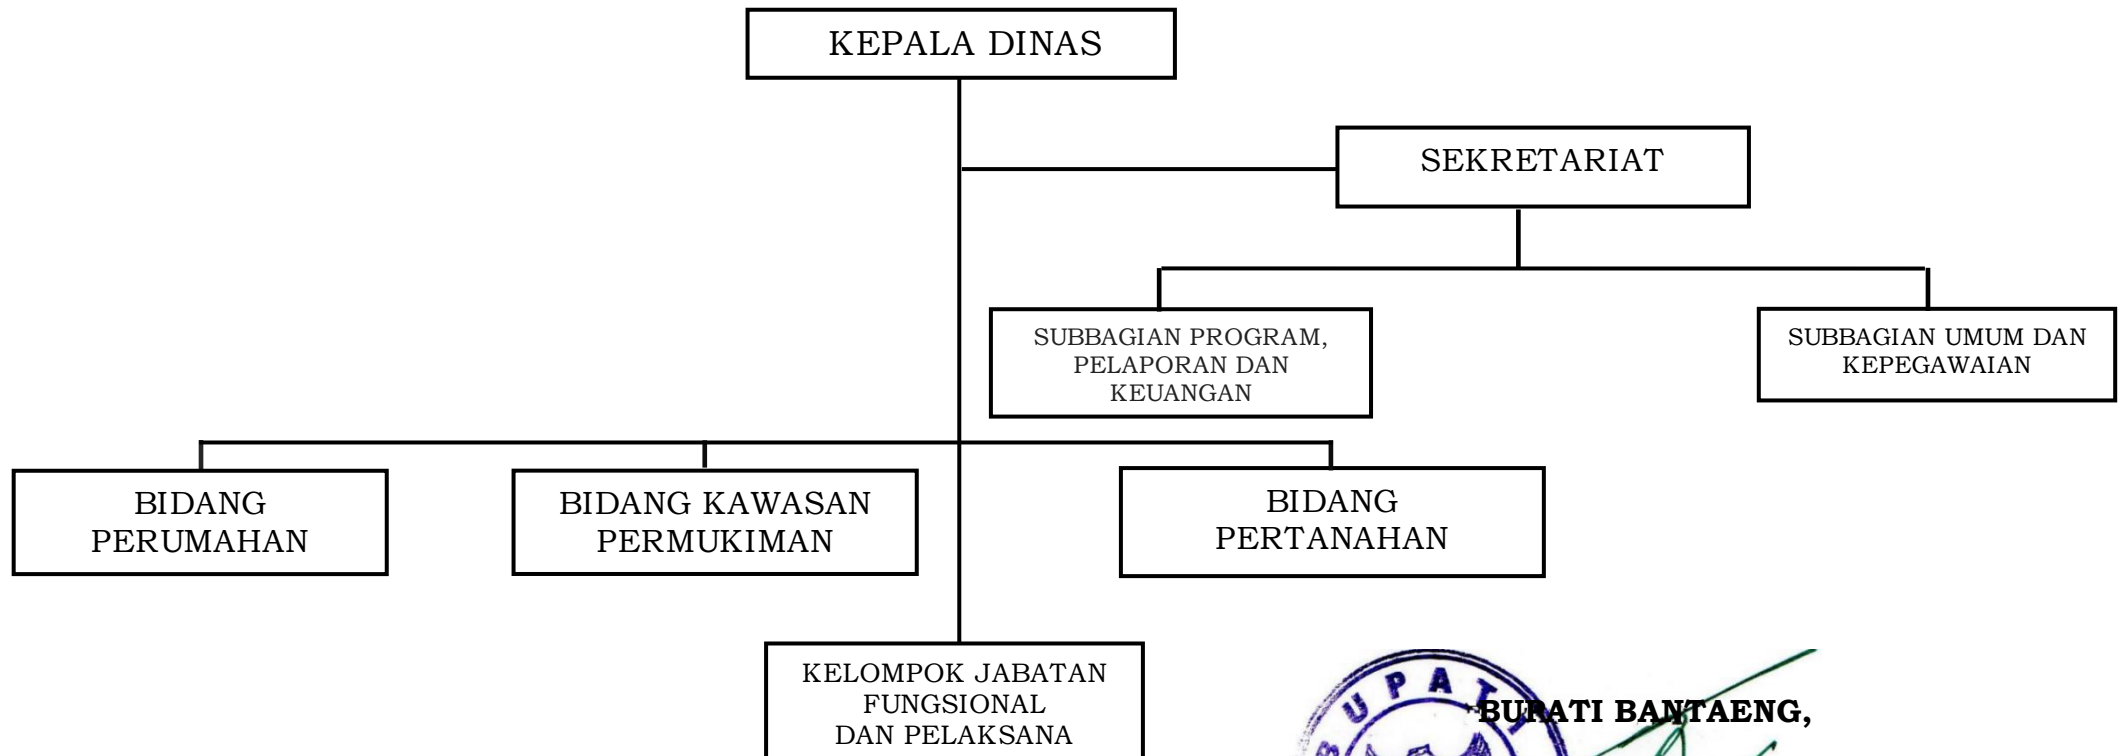 KEPALA DINAS
SEKRETARIAT
SUBBAGIAN PROGRAM,
PELAPORAN DAN
KEUANGAN
SUBBAGIAN UMUM DAN
KEPEGAWAIAN
BIDANG
PERUMAHAN
BIDANG KAWASAN
PERMUKIMAN
BIDANG
PERTANAHAN
KELOMPOK JABATAN
FUNGSIONAL
DAN PELAKSANA
BUPATI
BUPATI BANTAENG,